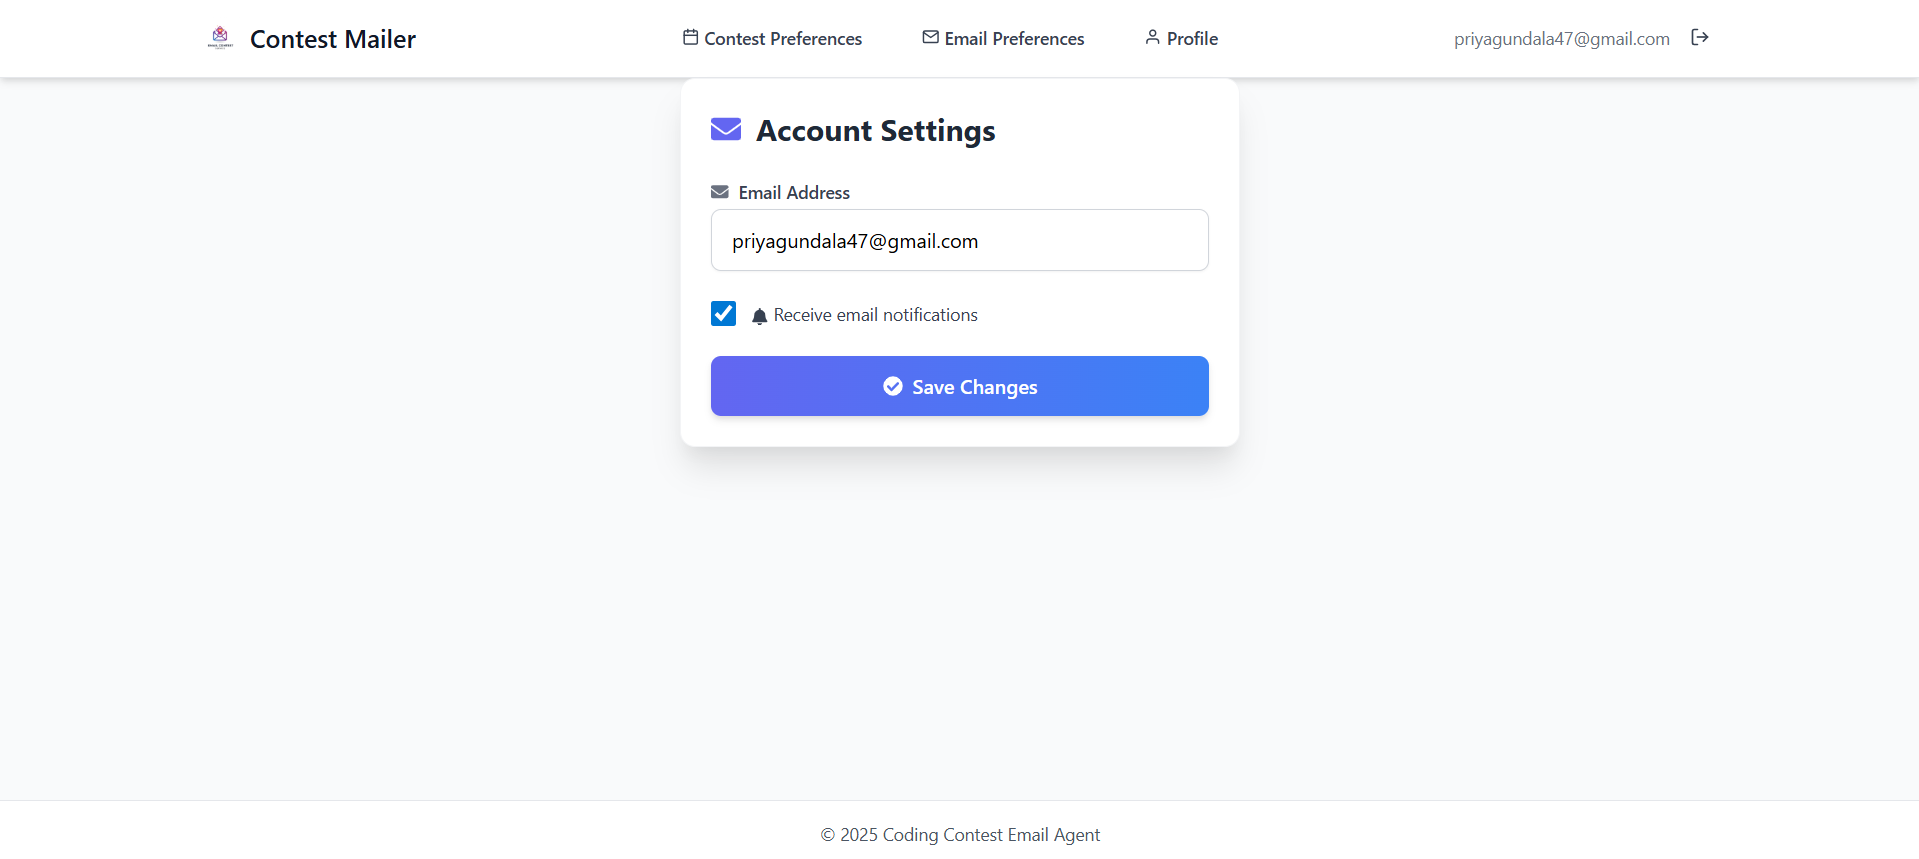 Contest Mailer
Contest Preferences
Email Preferences
Profile
priyagundala47@gmail.com
Account Settings
Email Address
priyagundala47@gmail.com
Receive email notifications
Save Changes
© 2025 Coding Contest Email Agent